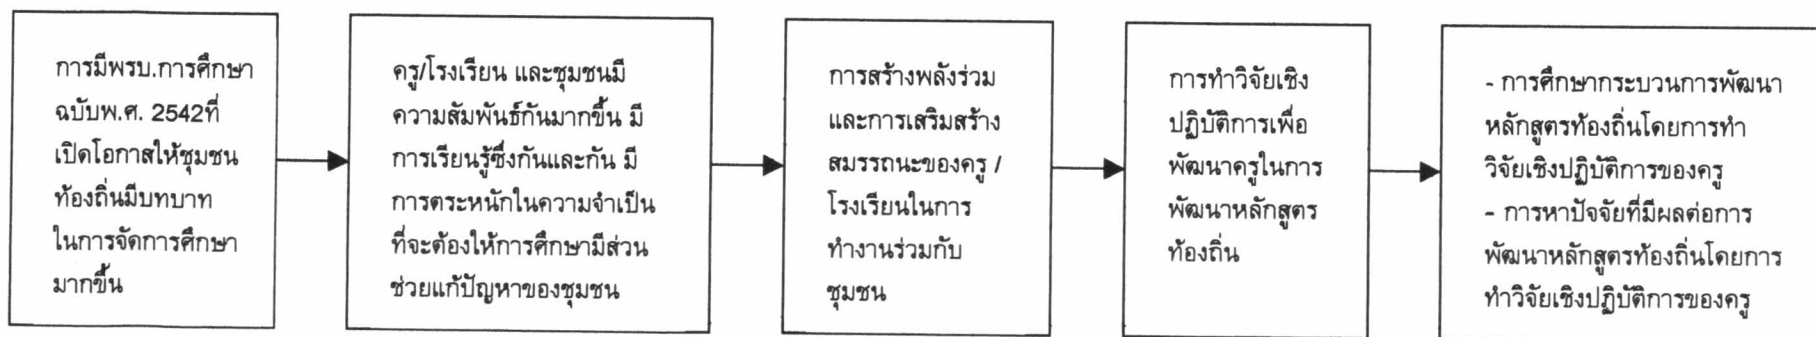 การมีพรบ.การศึกษา
ฉบับพ.ศ. 2542ที่
เปิดโอกาสให้ชุมชน
ท้องถิ่นมีบทบาท
ในการจัดการศึกษา
มากขึ้น
ครู/โรงเรียน และชุมชนมี
ความสัมพันธ์กันมากขึ้น มี
การเรียนรู้ซึ่งกันและกัน มี
การตระหนักในความจำเป็น
ที่จะต้องให้การศึกษามีส่วน
ช่วยแก้ปัญหาของชุมชน
การสร้างพลังร่วม
และการเสริมสร้าง
สมรรถนะของครู /
โรงเรียนในการ
ทำงานร่วมกับ
ชุมชน
การทำวิจัยเชิง
ปฏิบัติการเพื่อ
พัฒนาครูในการ
พัฒนาหลักสูตร
ท้องถิ่น
- การศึกษากระบวนการพัฒนา
หลักสูตรท้องถิ่นโดยการทำ
วิจัยเชิงปฏิบัติการของครู
- การหาปัจจัยที่มีผลต่อการ
พัฒนาหลักสูตรท้องถิ่นโดยการ
ทำวิจัยเชิงปฏิบัติการของครู